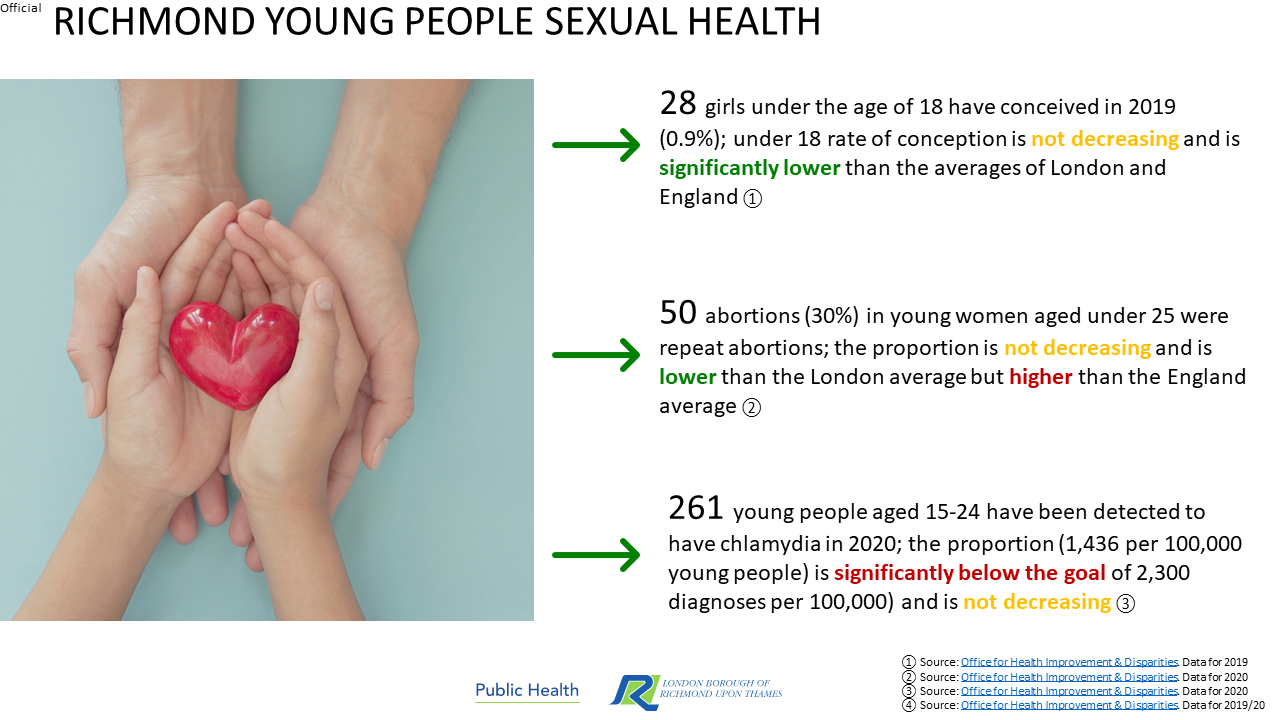 Official
RICHMOND YOUNG PEOPLE SEXUAL HEALTH
28 girls under the age of 18 have conceived in 2019
(0.9%); under 18 rate of conception is not decreasing and is
significantly lower than the averages of London and
England ①
50 abortions (30%) in young women aged under 25 were
repeat abortions; the proportion is not decreasing and is
lower than the London average but higher than the England
average ②
261 young people aged 15-24 have been detected to
have chlamydia in 2020; the proportion (1,436 per 100,000
young people) is significantly below the goal of 2,300
diagnoses per 100,000) and is not decreasing ③
① Source: Office for Health Improvement & Disparities. Data for 2019
② Source: Office for Health Improvement & Disparities. Data for 2020
③ Source: Office for Health Improvement & Disparities. Data for 2020
④ Source: Office for Health Improvement & Disparities. Data for 2019/20
Public Health
LONDON BOROUGH OF
RICHMOND UPON THAMES